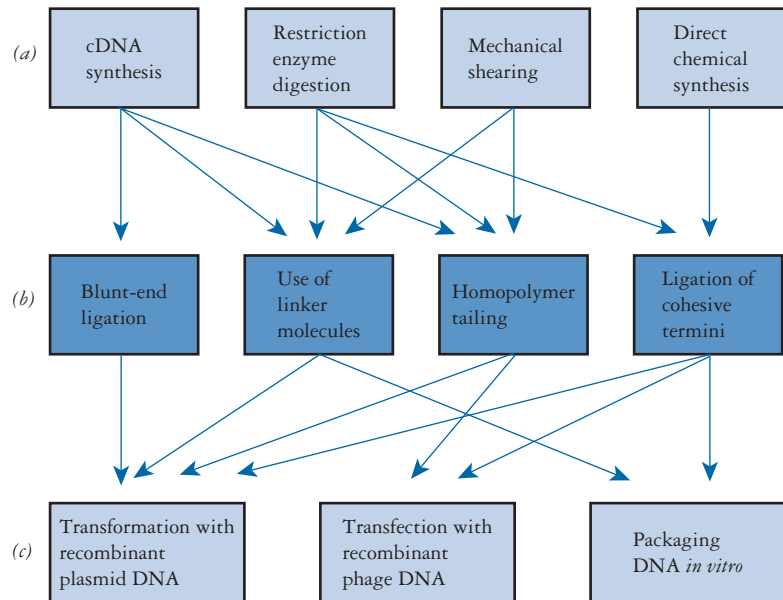 (a)
cDNA
synthesis
Restriction
enzyme
digestion
Mechanical
shearing
Direct
chemical
synthesis
(b)
Blunt-end
ligation
Use of
linker
molecules
Homopolymer
tailing
Ligation of
cohesive
termini
(c)
Transformation with
recombinant
plasmid DNA
Transfection with
recombinant
phage DNA
Packaging
DNA in vitro